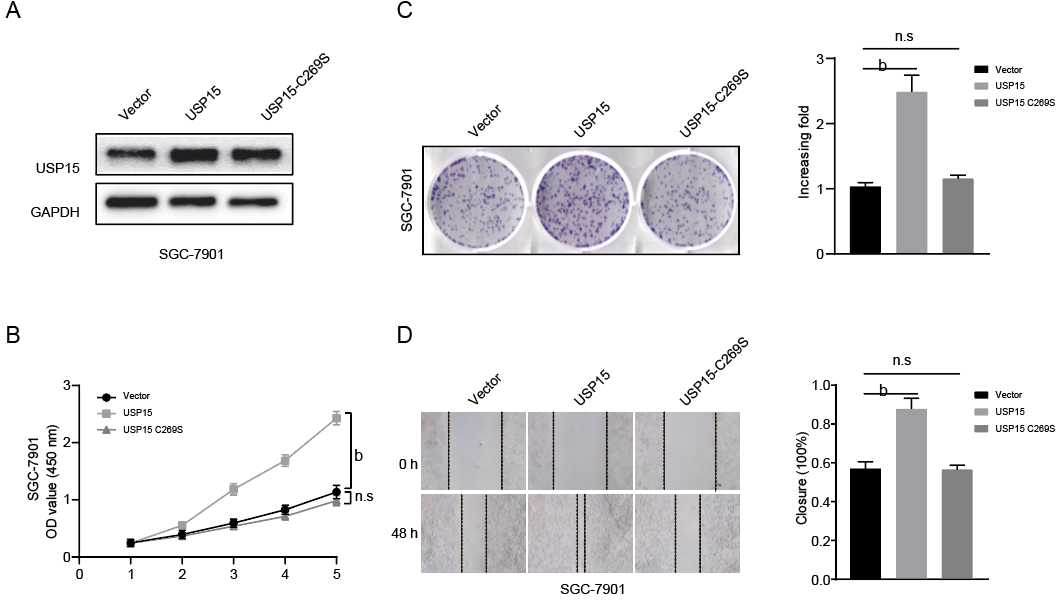 A
Vector
USP15
USP15-C269S
USP15
GAPDH
SGC-7901
C
Vector
USP15
USP15-C269S
SGC-7901
n.s
b
3
2
1
0
Increasing fold
Vector
USP15
USP15 C269S
B
3
2
1
0
SGC-7901
OD value (450 nm)
Vector
USP15
USP15 C269S
b
n.s
0 1 2 3 4 5
D
Vector
USP15
USP15-C269S
0 h
48 h
SGC-7901
n.s
b
1.0
0.8
0.6
0.4
0.2
0.0
Closure (100%)
Vector
USP15
USP15 C269S